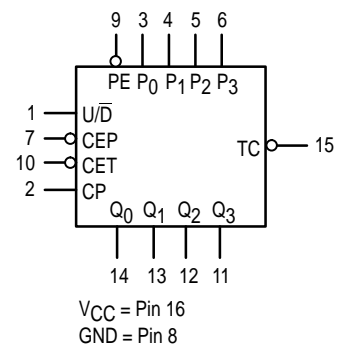 9 3 4 5 6
PE P0 P1 P2 P3
1 U/D̅
7 CEP
10 CET
2 CP
TC 15
Q0 Q1 Q2 Q3
14 13 12 11
VCC = Pin 16
GND = Pin 8